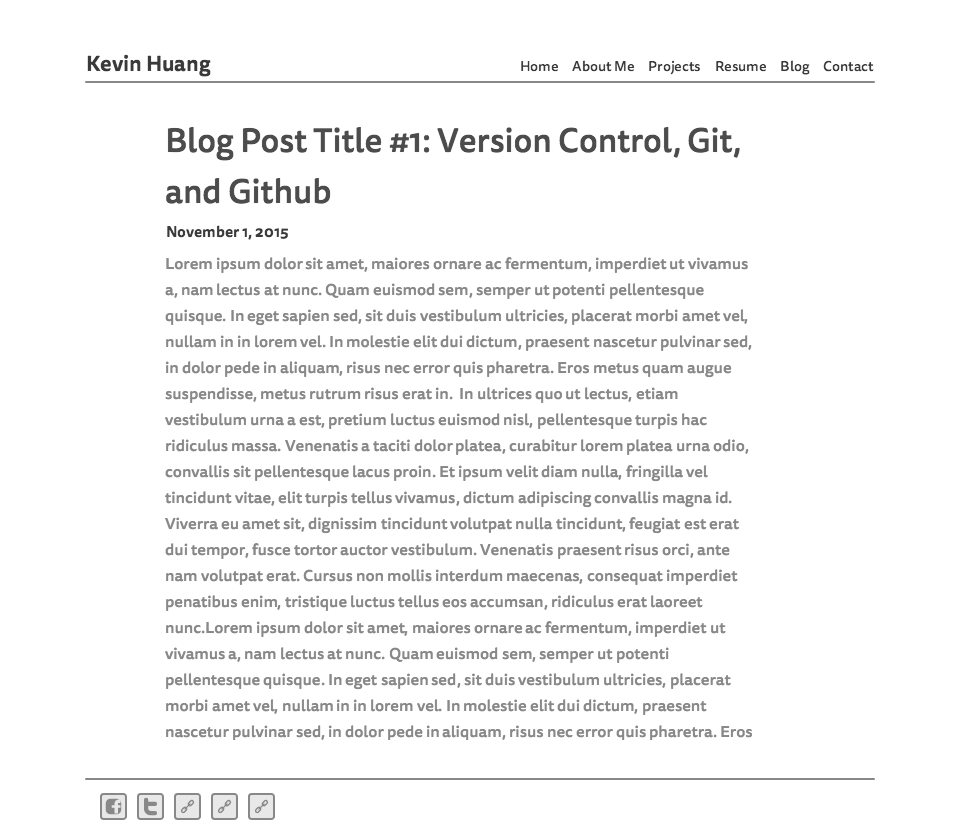 Kevin Huang
Home About Me Projects Resume Blog Contact
Blog Post Title #1: Version Control, Git,
and Github
November 1, 2015
Lorem ipsum dolor sit amet, maiores ornare ac fermentum, imperdiet ut vivamus
a, nam lectus at nunc. Quam euismod sem, semper ut potenti pellentesque
quisque. In eget sapien sed, sit duis vestibulum ultricies, placerat morbi amet vel,
nullam in in lorem vel. In molestie elit dui dictum, praesent nascetur pulvinar sed,
in dolor pede in aliquam, risus nec error quis pharetra. Eros metus quam augue
suspendisse, metus rutrum risus erat in.  In ultrices quo ut lectus, etiam
vestibulum urna a est, pretium luctus euismod nisl, pellentesque turpis hac
ridiculus massa. Venenatis a taciti dolor platea, curabitur lorem platea urna odio,
convallis sit pellentesque lacus proin. Et ipsum velit diam nulla, fringilla vel
tincidunt vitae, elit turpis tellus vivamus, dictum adipiscing convallis magna id.
Viverra eu amet sit, dignissim tincidunt volutpat nulla tincidunt, feugiat est erat
dui tempor, fusce tortor auctor vestibulum. Venenatis praesent risus orci, ante
nam volutpat erat. Cursus non mollis interdum maecenas, consequat imperdiet
penatibus enim, tristique luctus tellus eos accumsan, ridiculus erat laoreet
nunc.Lorem ipsum dolor sit amet, maiores ornare ac fermentum, imperdiet ut
vivamus a, nam lectus at nunc. Quam euismod sem, semper ut potenti
pellentesque quisque. In eget sapien sed, sit duis vestibulum ultricies, placerat
morbi amet vel, nullam in in lorem vel. In molestie elit dui dictum, praesent
nascetur pulvinar sed, in dolor pede in aliquam, risus nec error quis pharetra. Eros